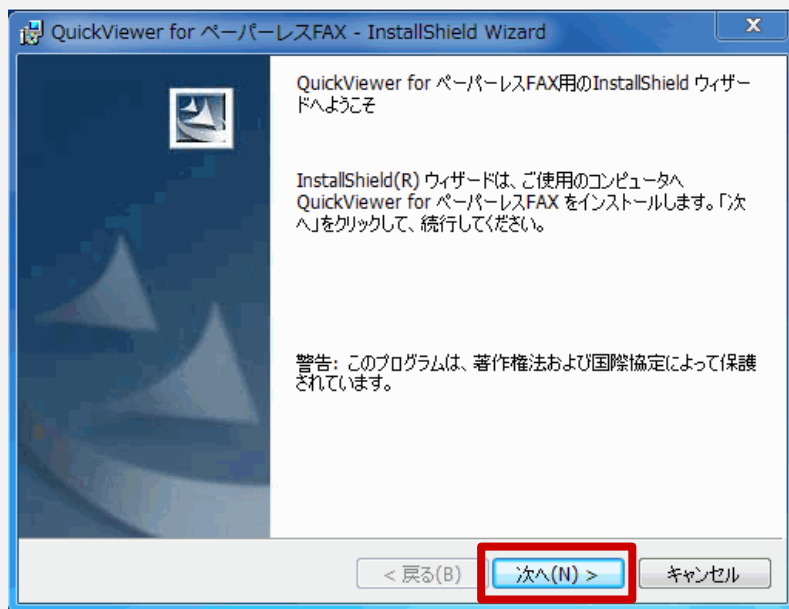 QuickViewer for ペーパーレスFAX - InstallShield Wizard
X
QuickViewer for ペーパーレスFAX用のInstallShield ウィザー
ドへようこそ
InstallShield(R) ウィザードは、ご使用のコンピュータへ
QuickViewer for ペーパーレスFAX をインストールします。「次
へ」をクリックして、続行してください。
警告: このプログラムは、著作権法および国際協定によって保護
されています。
< 戻る(B)
次へ(N) >
キャンセル